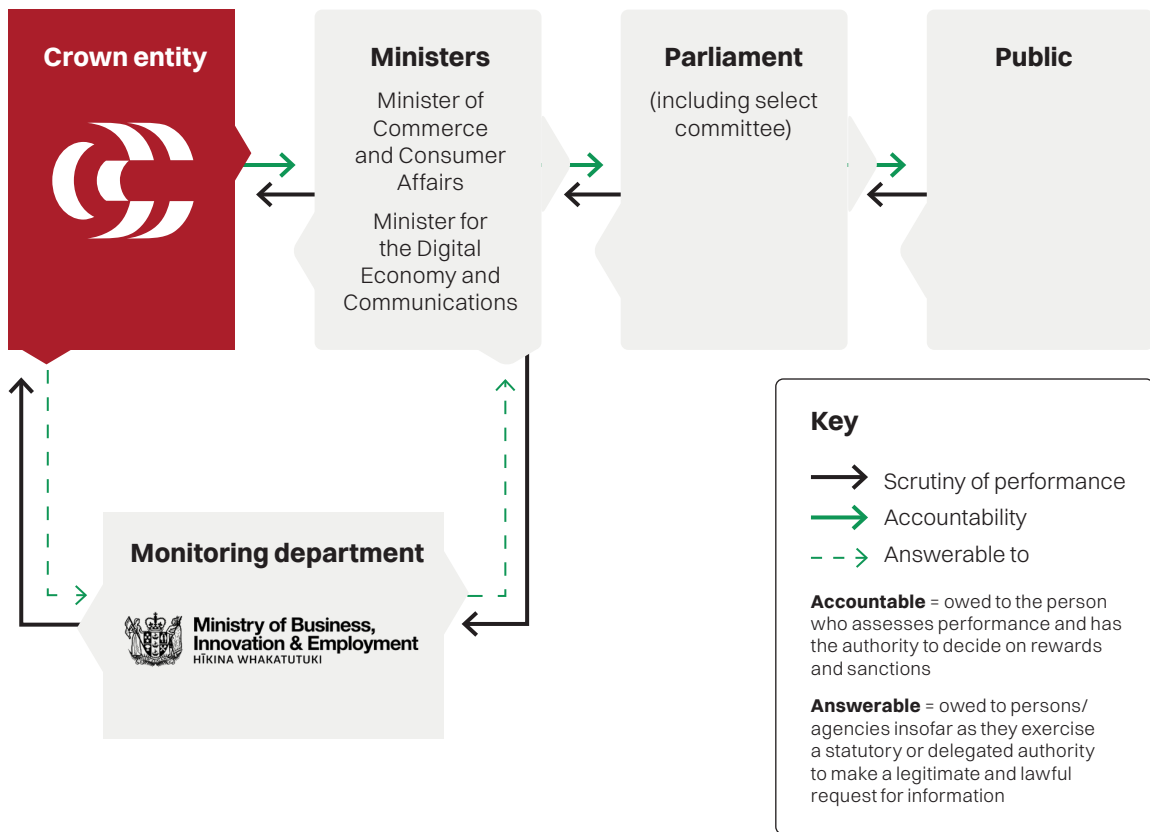 Crown entity
Ministers
Minister of
Commerce
and Consumer
Affairs
Minister for
the Digital
Economy and
Communications
Parliament
(including select
committee)
Public
Monitoring department
Ministry of Business,
Innovation & Employment
HĪKINA WHAKATUTUKI
Key
Scrutiny of performance
Accountability
Answerable to
Accountable = owed to the person
who assesses performance and has
the authority to decide on rewards
and sanctions
Answerable = owed to persons/
agencies insofar as they exercise
a statutory or delegated authority
to make a legitimate and lawful
request for information